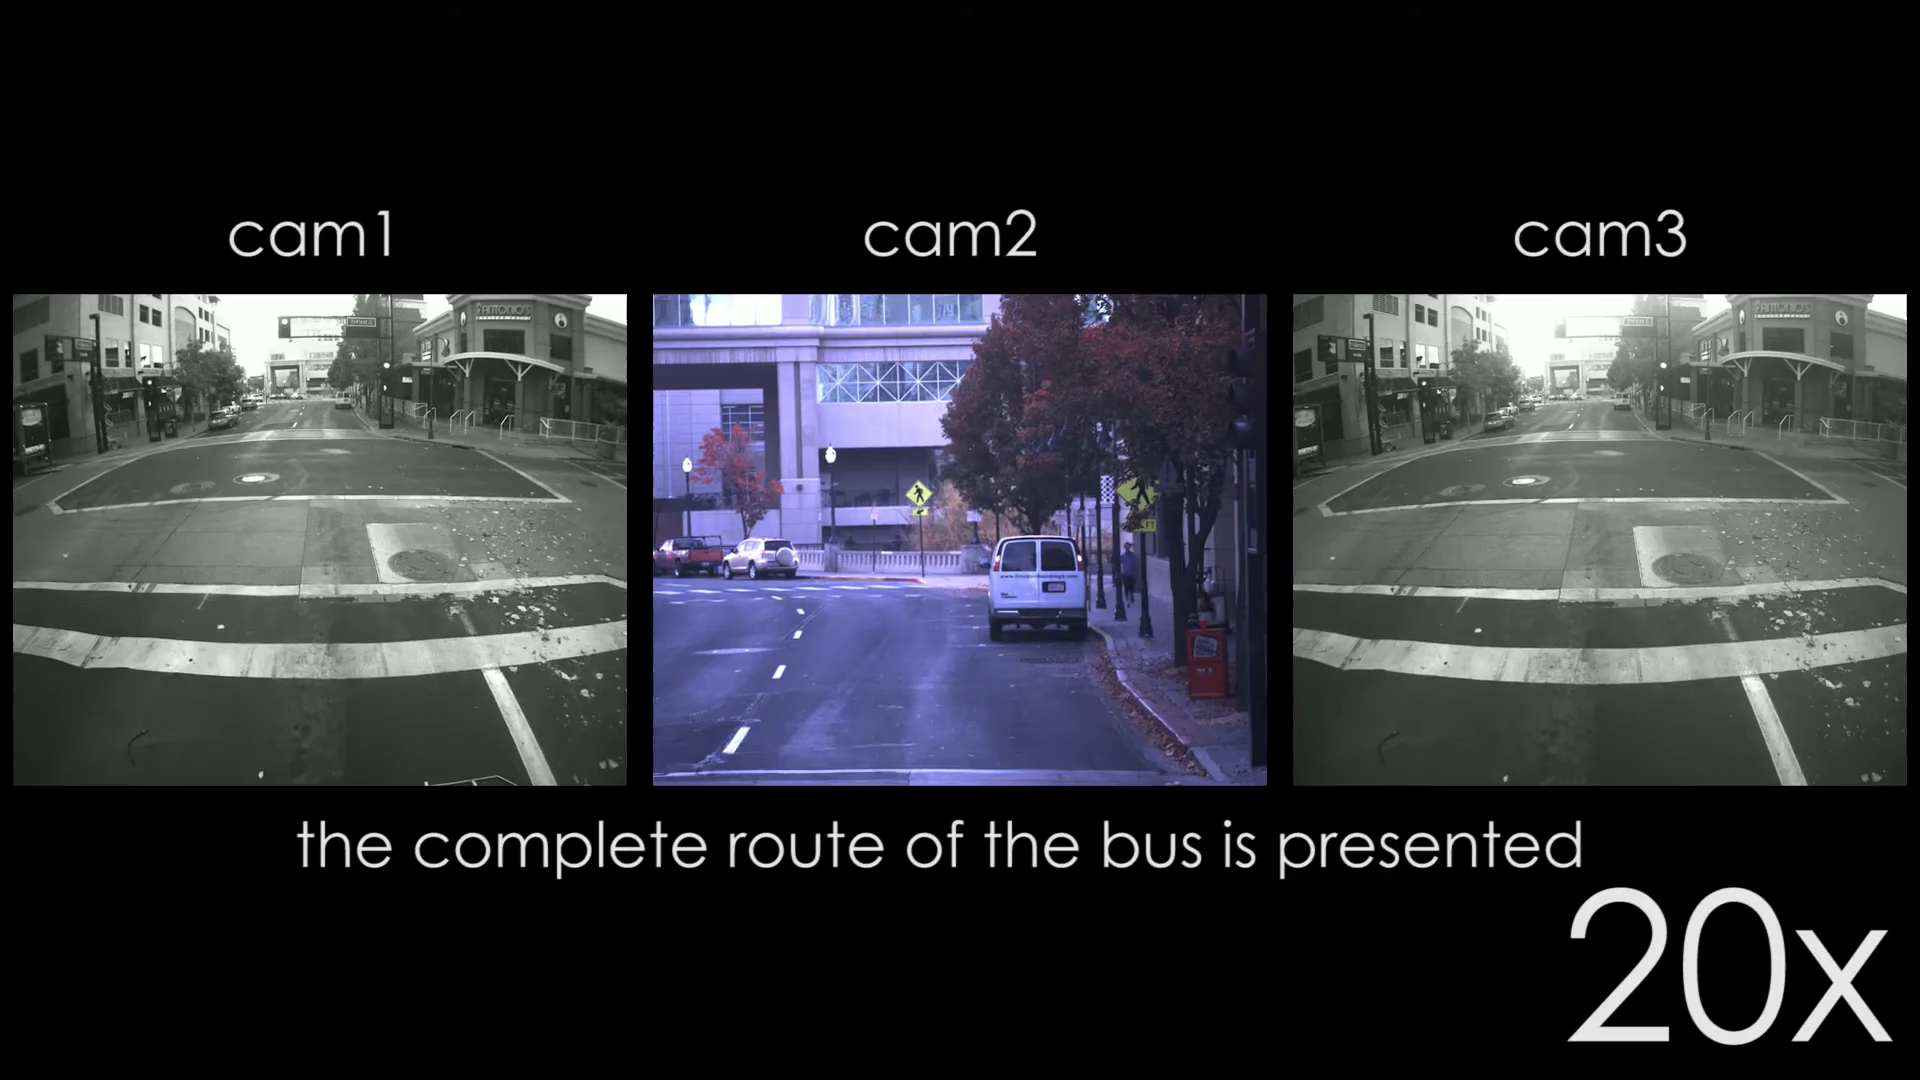 cam1
cam2
cam3
the complete route of the bus is presented
20x